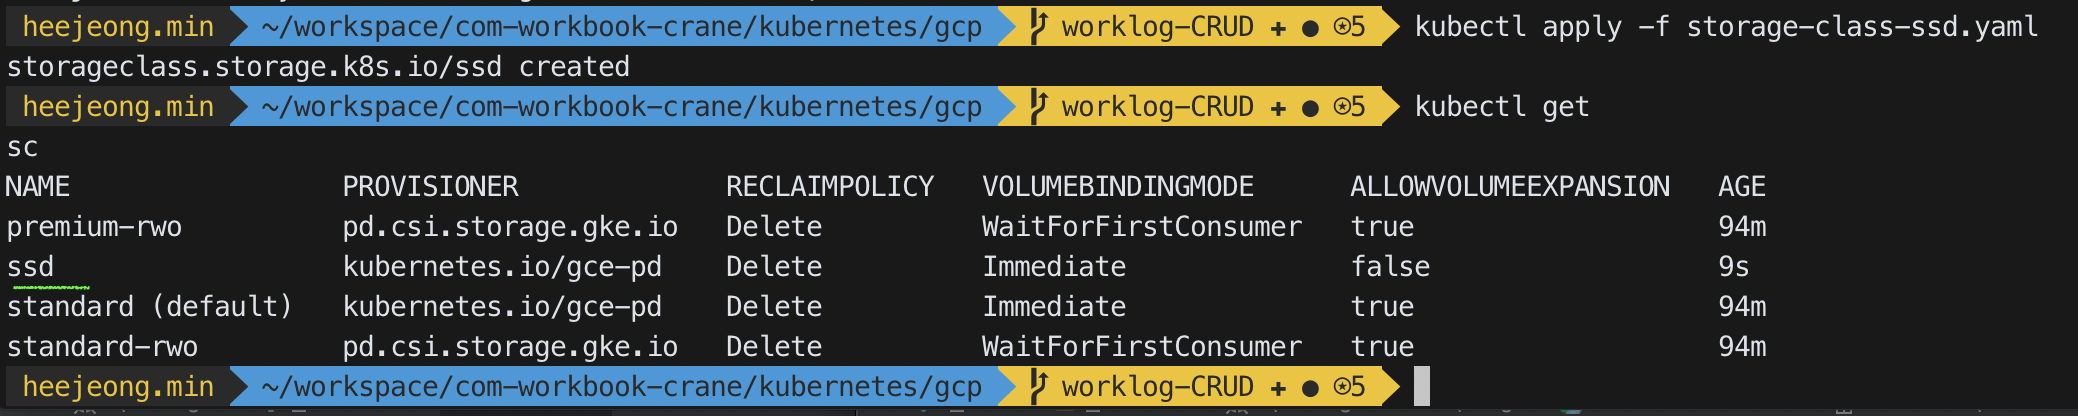 heejeong.min ~/workspace/com-workbook-crane/kubernetes/gcp worklog-CRUD ✚ ● ⍟5 kubectl apply -f storage-class-ssd.yaml
storageclass.storage.k8s.io/ssd created
heejeong.min ~/workspace/com-workbook-crane/kubernetes/gcp worklog-CRUD ✚ ● ⍟5 kubectl get
sc
NAME PROVISIONER RECLAIMPOLICY VOLUMEBINDINGMODE ALLOWVOLUMEEXPANSION AGE
premium-rwo pd.csi.storage.gke.io Delete WaitForFirstConsumer true 94m
ssd kubernetes.io/gce-pd Delete Immediate false 9s
standard (default) kubernetes.io/gce-pd Delete Immediate true 94m
standard-rwo pd.csi.storage.gke.io Delete WaitForFirstConsumer true 94m
heejeong.min ~/workspace/com-workbook-crane/kubernetes/gcp worklog-CRUD ✚ ● ⍟5